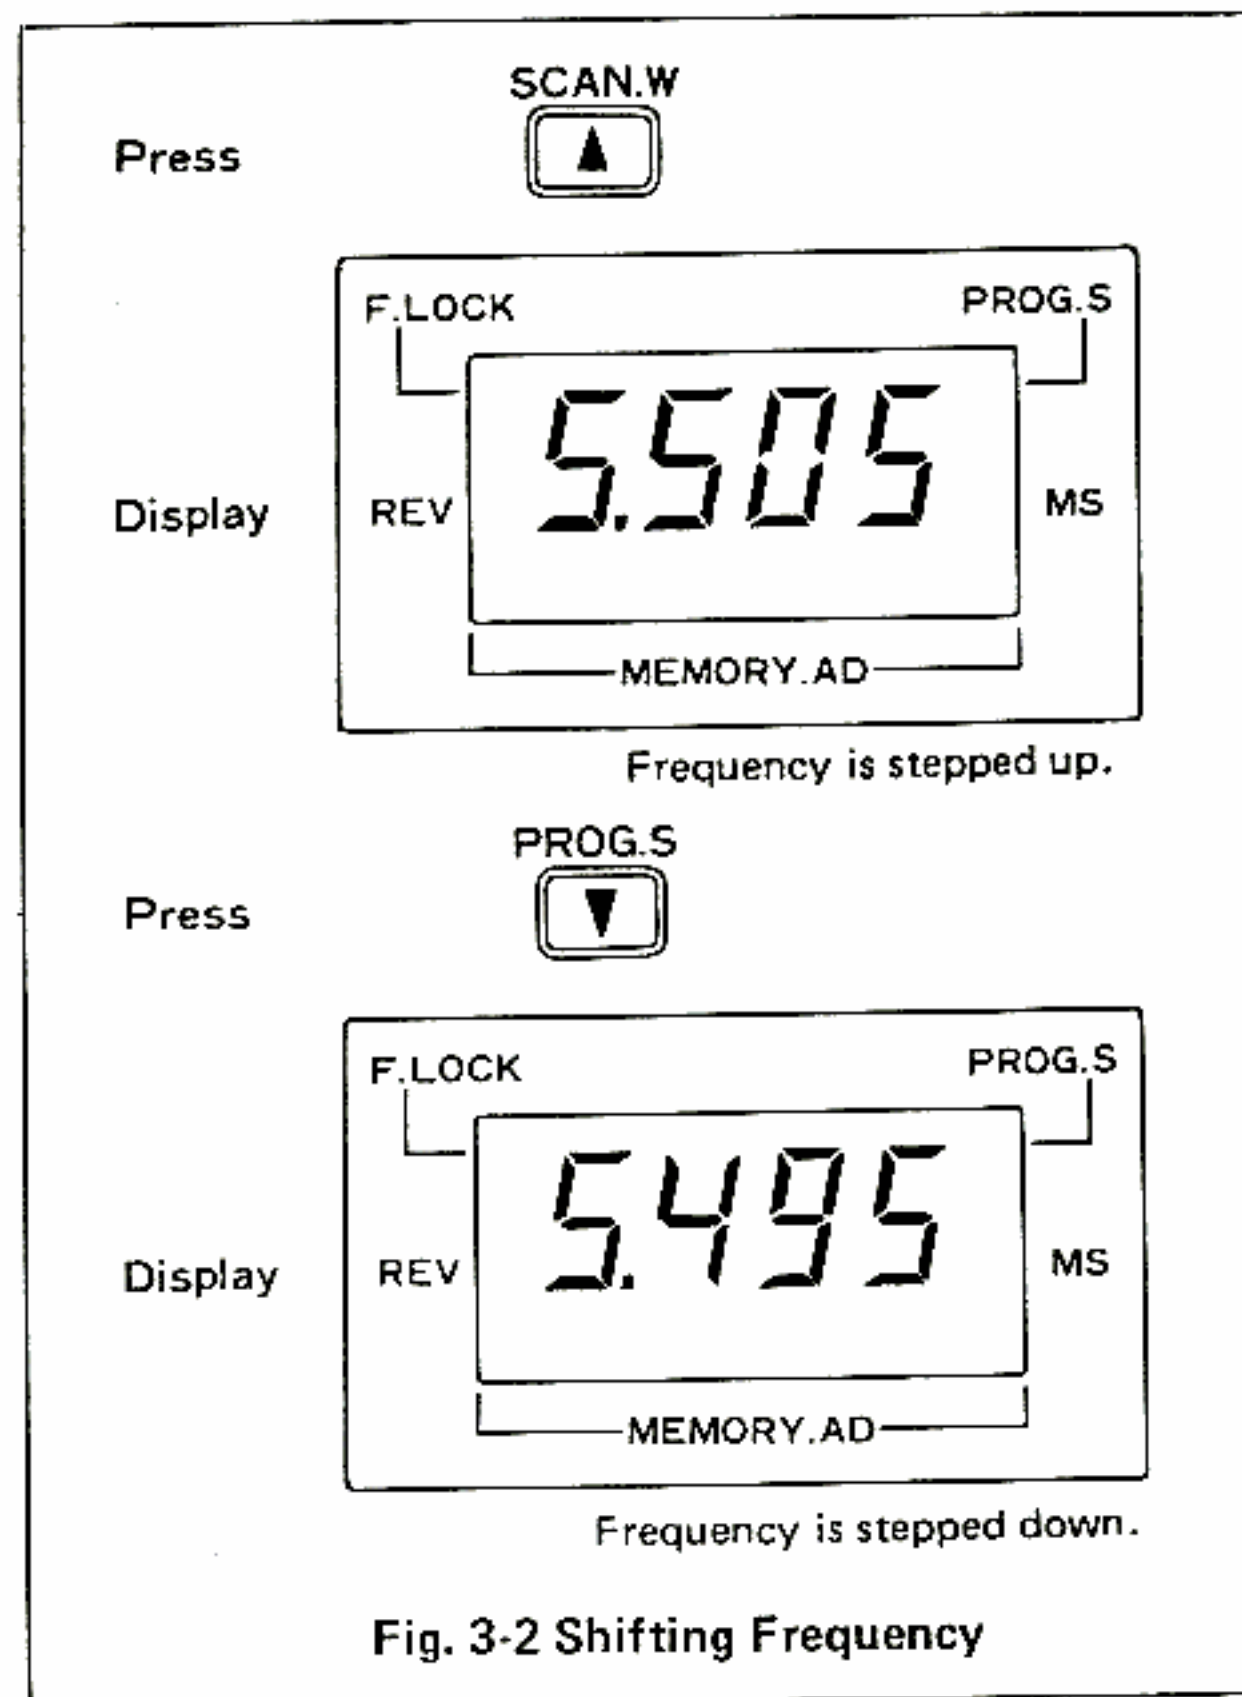 SCAN.W
Press ▲
F.LOCK PROG.S
5.505
Display REV MS
MEMORY.AD
Frequency is stepped up.
PROG.S
Press ▼
F.LOCK PROG.S
5.495
Display REV MS
MEMORY.AD
Frequency is stepped down.
Fig. 3-2 Shifting Frequency